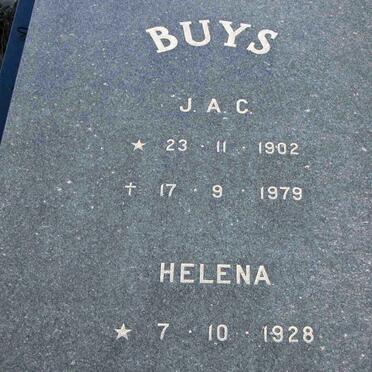 BUYS
J. A. C.
★ 23 · 11 · 1902
† 17 · 9 · 1979
HELENA
★ 7 · 10 · 1928